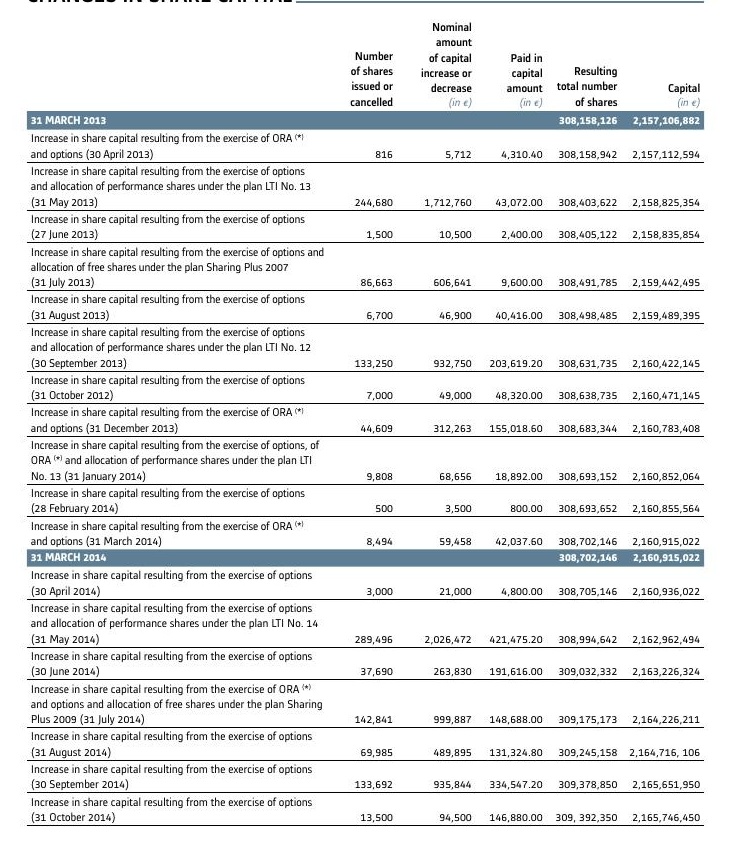 CHANGES IN SHARE CAPITAL
Number of shares issued or cancelled
Nominal amount of capital increase or decrease (in €)
Paid in capital amount (in €)
Resulting total number of shares
Capital (in €)
31 MARCH 2013 308,158,126 2,157,106,882
Increase in share capital resulting from the exercise of ORA (*)
and options (30 April 2013) 816 5,712 4,310.40 308,158,942 2,157,112,594
Increase in share capital resulting from the exercise of options
and allocation of performance shares under the plan LTI No. 13
(31 May 2013) 244,680 1,712,760 43,072.00 308,403,622 2,158,825,354
Increase in share capital resulting from the exercise of options
(27 June 2013) 1,500 10,500 2,400.00 308,405,122 2,158,835,854
Increase in share capital resulting from the exercise of options and
allocation of free shares under the plan Sharing Plus 2007
(31 July 2013) 86,663 606,641 9,600.00 308,491,785 2,159,442,495
Increase in share capital resulting from the exercise of options
(31 August 2013) 6,700 46,900 40,416.00 308,498,485 2,159,489,395
Increase in share capital resulting from the exercise of options
and allocation of performance shares under the plan LTI No. 12
(30 September 2013) 133,250 932,750 203,619.20 308,631,735 2,160,422,145
Increase in share capital resulting from the exercise of options
(31 October 2012) 7,000 49,000 48,320.00 308,638,735 2,160,471,145
Increase in share capital resulting from the exercise of ORA (*)
and options (31 December 2013) 44,609 312,263 155,018.60 308,683,344 2,160,783,408
Increase in share capital resulting from the exercise of options, of
ORA (*) and allocation of performance shares under the plan LTI
No. 13 (31 January 2014) 9,808 68,656 18,892.00 308,693,152 2,160,852,064
Increase in share capital resulting from the exercise of options
(28 February 2014) 500 3,500 800.00 308,693,652 2,160,855,564
Increase in share capital resulting from the exercise of ORA (*)
and options (31 March 2014) 8,494 59,458 42,037.60 308,702,146 2,160,915,022
31 MARCH 2014 308,702,146 2,160,915,022
Increase in share capital resulting from the exercise of options
(30 April 2014) 3,000 21,000 4,800.00 308,705,146 2,160,936,022
Increase in share capital resulting from the exercise of options
and allocation of performance shares under the plan LTI No. 14
(31 May 2014) 289,496 2,026,472 421,475.20 308,994,642 2,162,962,494
Increase in share capital resulting from the exercise of options
(30 June 2014) 37,690 263,830 191,616.00 309,032,332 2,163,226,324
Increase in share capital resulting from the exercise of ORA (*)
and options and allocation of free shares under the plan Sharing
Plus 2009 (31 July 2014) 142,841 999,887 148,688.00 309,175,173 2,164,226,211
Increase in share capital resulting from the exercise of options
(31 August 2014) 69,985 489,895 131,324.80 309,245,158 2,164,716, 106
Increase in share capital resulting from the exercise of options
(30 September 2014) 133,692 935,844 334,547.20 309,378,850 2,165,651,950
Increase in share capital resulting from the exercise of options
(31 October 2014) 13,500 94,500 146,880.00 309, 392,350 2,165,746,450